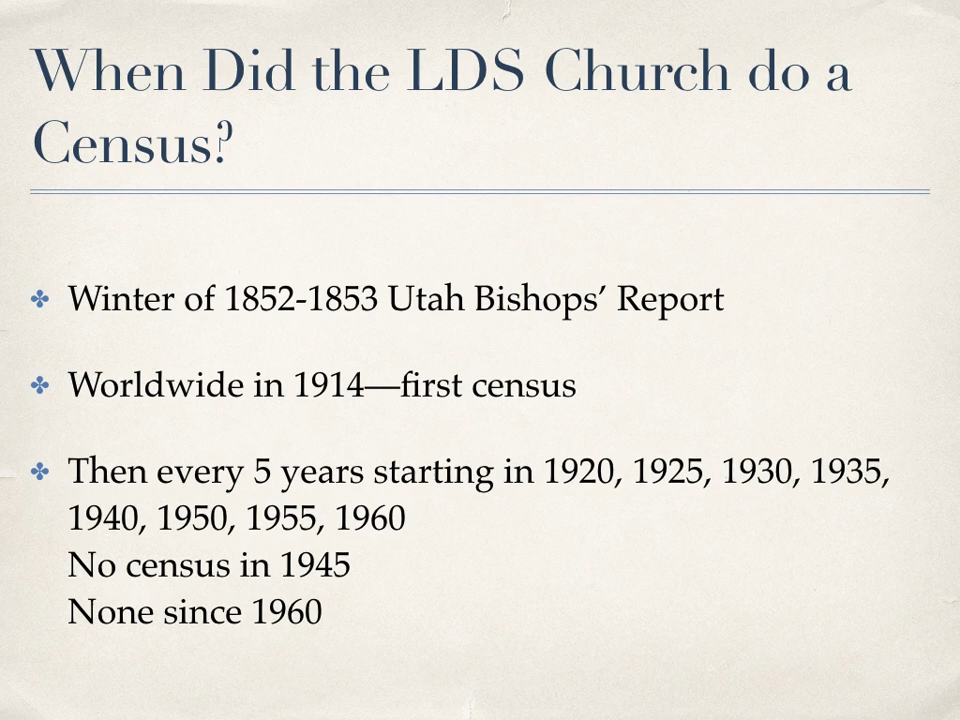 When Did the LDS Church do a
Census?
✤ Winter of 1852-1853 Utah Bishops’ Report
✤ Worldwide in 1914—first census
✤ Then every 5 years starting in 1920, 1925, 1930, 1935,
1940, 1950, 1955, 1960
No census in 1945
None since 1960